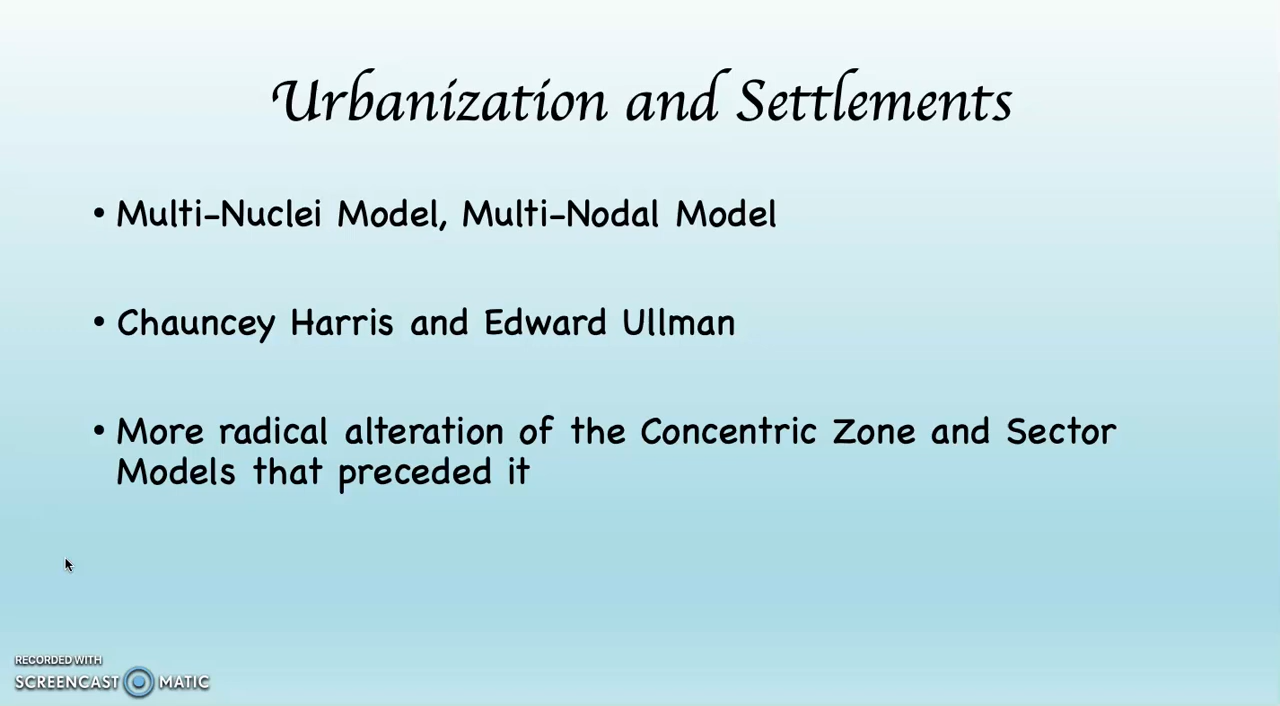 Urbanization and Settlements
• Multi-Nuclei Model, Multi-Nodal Model
• Chauncey Harris and Edward Ullman
• More radical alteration of the Concentric Zone and Sector
Models that preceded it
RECORDED WITH
SCREENCAST MATIC